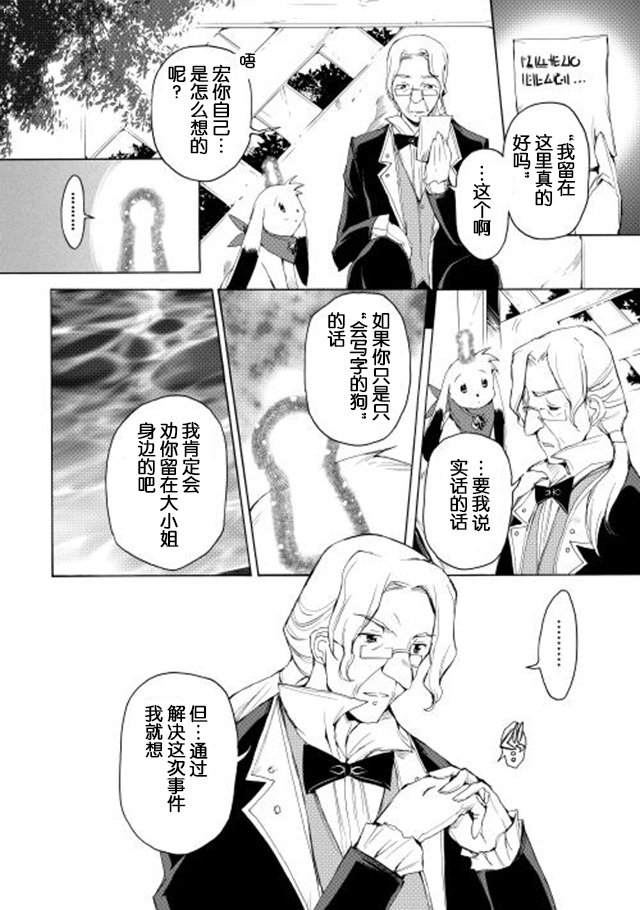 “我留在
这里真的
好吗”
…这个啊
唔
宏你自己…
是怎么想的
呢？
………
…要我说
实话的话
如果你只是只
“会写字的狗”
的话
我肯定会
劝你留在大小姐
身边的吧
………
但…通过
解决这次事件
我就想